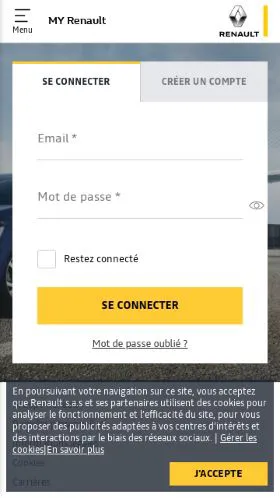 MY Renault
Menu
RENAULT
SE CONNECTER
CRÉER UN COMPTE
Email *
Mot de passe *
Restez connecté
SE CONNECTER
Mot de passe oublié ?
En poursuivant votre navigation sur ce site, vous acceptez
que Renault s.a.s et ses partenaires utilisent des cookies pour
analyser le fonctionnement et l'efficacité du site, pour vous
proposer des publicités adaptées à vos centres d'intérêts et
des interactions par le biais des réseaux sociaux. | Gérer les
cookies|En savoir plus
Cookies
J'ACCEPTE
Carrières